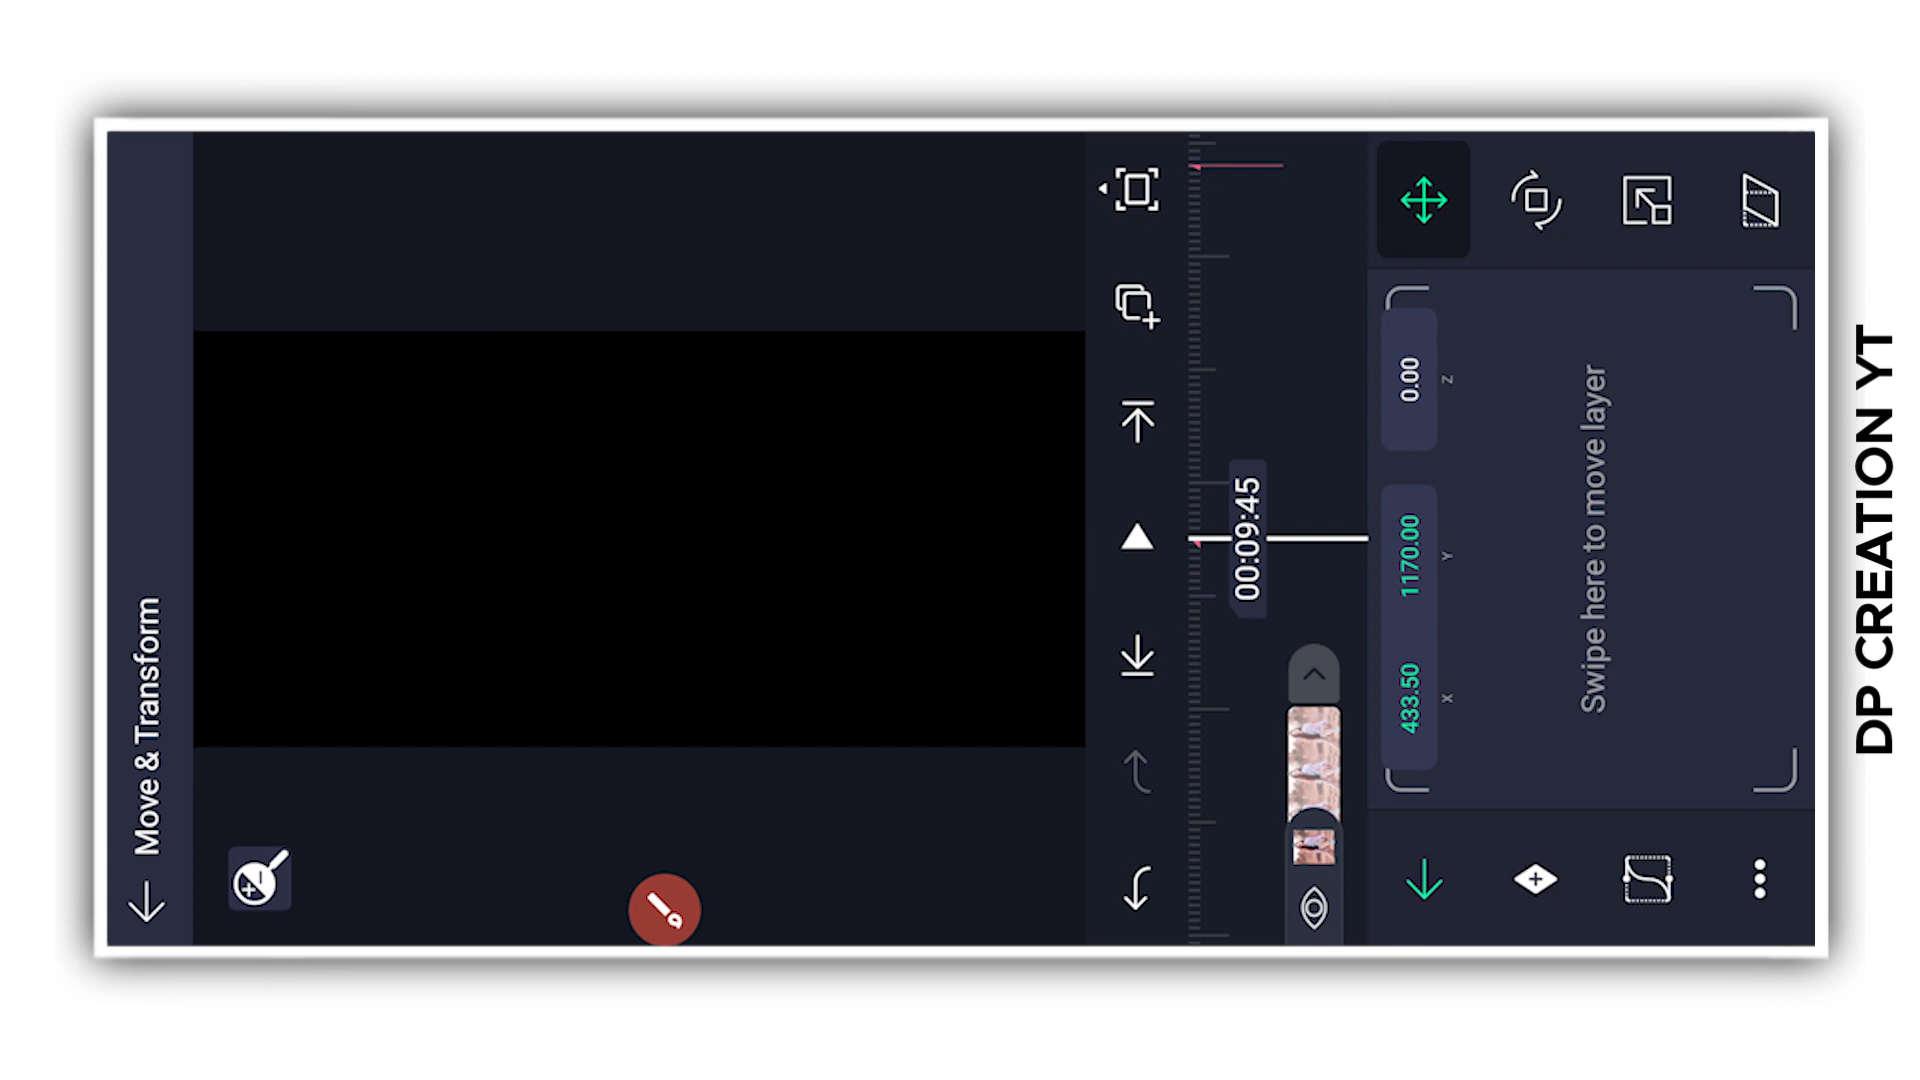 Move & Transform
00:09:45
433.50 1170.00 0.00
X Y Z
Swipe here to move layer
DP CREATION YT